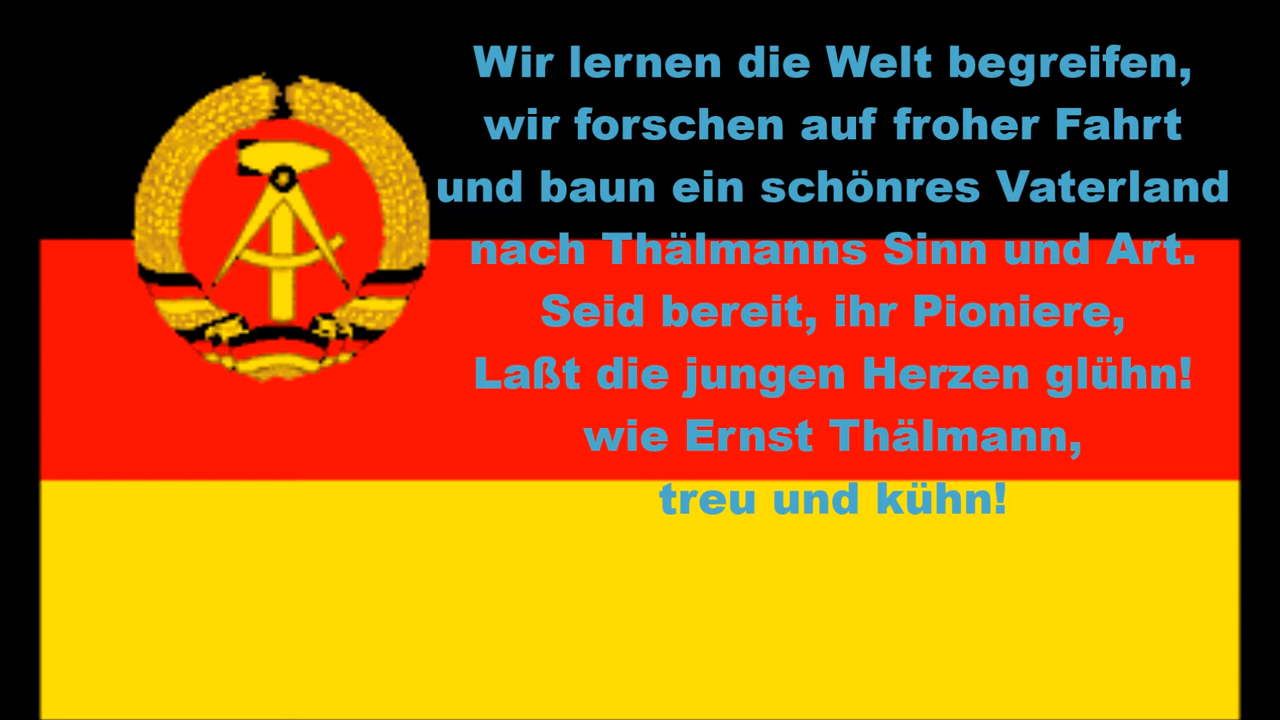 Wir lernen die Welt begreifen,
wir forschen auf froher Fahrt
und baun ein schönres Vaterland
nach Thälmanns Sinn und Art.
Seid bereit, ihr Pioniere,
Laßt die jungen Herzen glühn!
wie Ernst Thälmann,
treu und kühn!